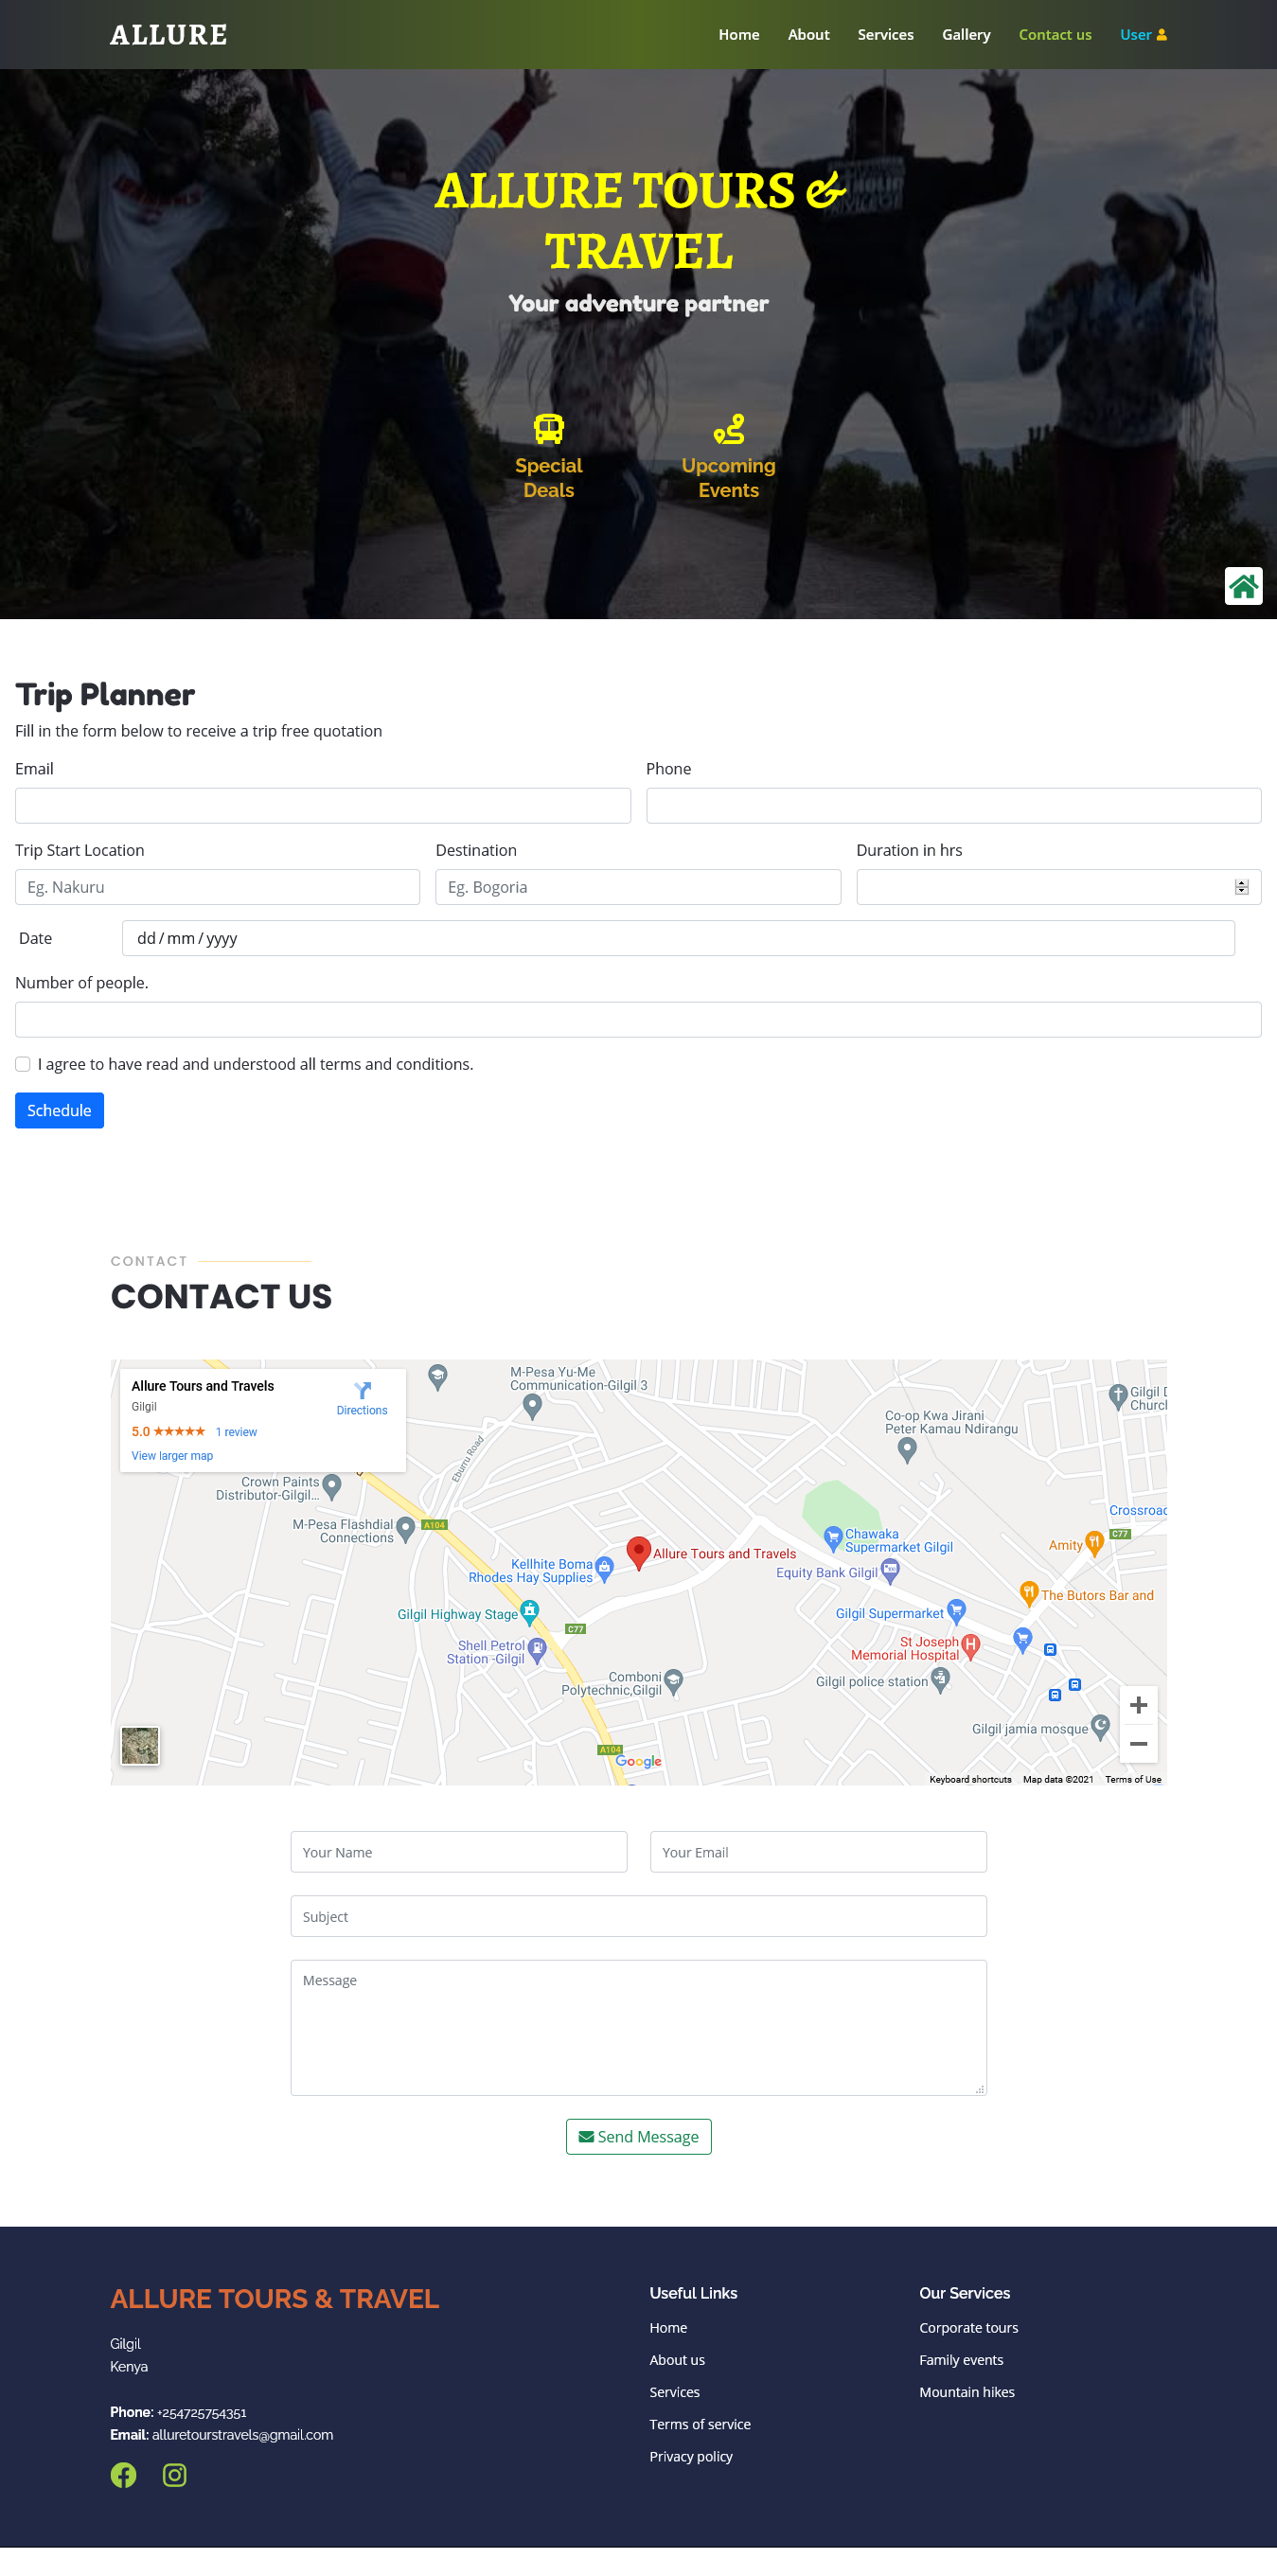 ALLURE
Home About Services Gallery Contact us User
ALLURE TOURS &
TRAVEL
Your adventure partner
Special
Deals
Upcoming
Events
Trip Planner
Fill in the form below to receive a trip free quotation
Email
Phone
Trip Start Location
Destination
Duration in hrs
Eg. Nakuru
Eg. Bogoria
Date
dd / mm / yyyy
Number of people.
I agree to have read and understood all terms and conditions.
Schedule
CONTACT
CONTACT US
Allure Tours and Travels
Gilgil
5.0 ★★★★★ 1 review
View larger map
Directions
M-Pesa Yu-Me
Communication-Gilgil 3
Gilgil D
Church
Co-op Kwa Jirani
Peter Kamau Ndirangu
Eburru Road
Crown Paints
Distributor-Gilgil...
M-Pesa Flashdial
Connections
A104
Crossroad
C77
Chawaka
Supermarket Gilgil
Amity
Allure Tours and Travels
Kellhite Boma
Rhodes Hay Supplies
Equity Bank Gilgil
The Butors Bar and
Gilgil Highway Stage
C77
Gilgil Supermarket
Shell Petrol
Station -Gilgil
St Joseph
Memorial Hospital
Comboni
Polytechnic,Gilgil
Gilgil police station
Gilgil jamia mosque
A104
Google
Keyboard shortcuts Map data ©2021 Terms of Use
Your Name
Your Email
Subject
Message
Send Message
ALLURE TOURS & TRAVEL
Gilgil
Kenya
Phone: +254725754351
Email: alluretourstravels@gmail.com
Useful Links
Home
About us
Services
Terms of service
Privacy policy
Our Services
Corporate tours
Family events
Mountain hikes